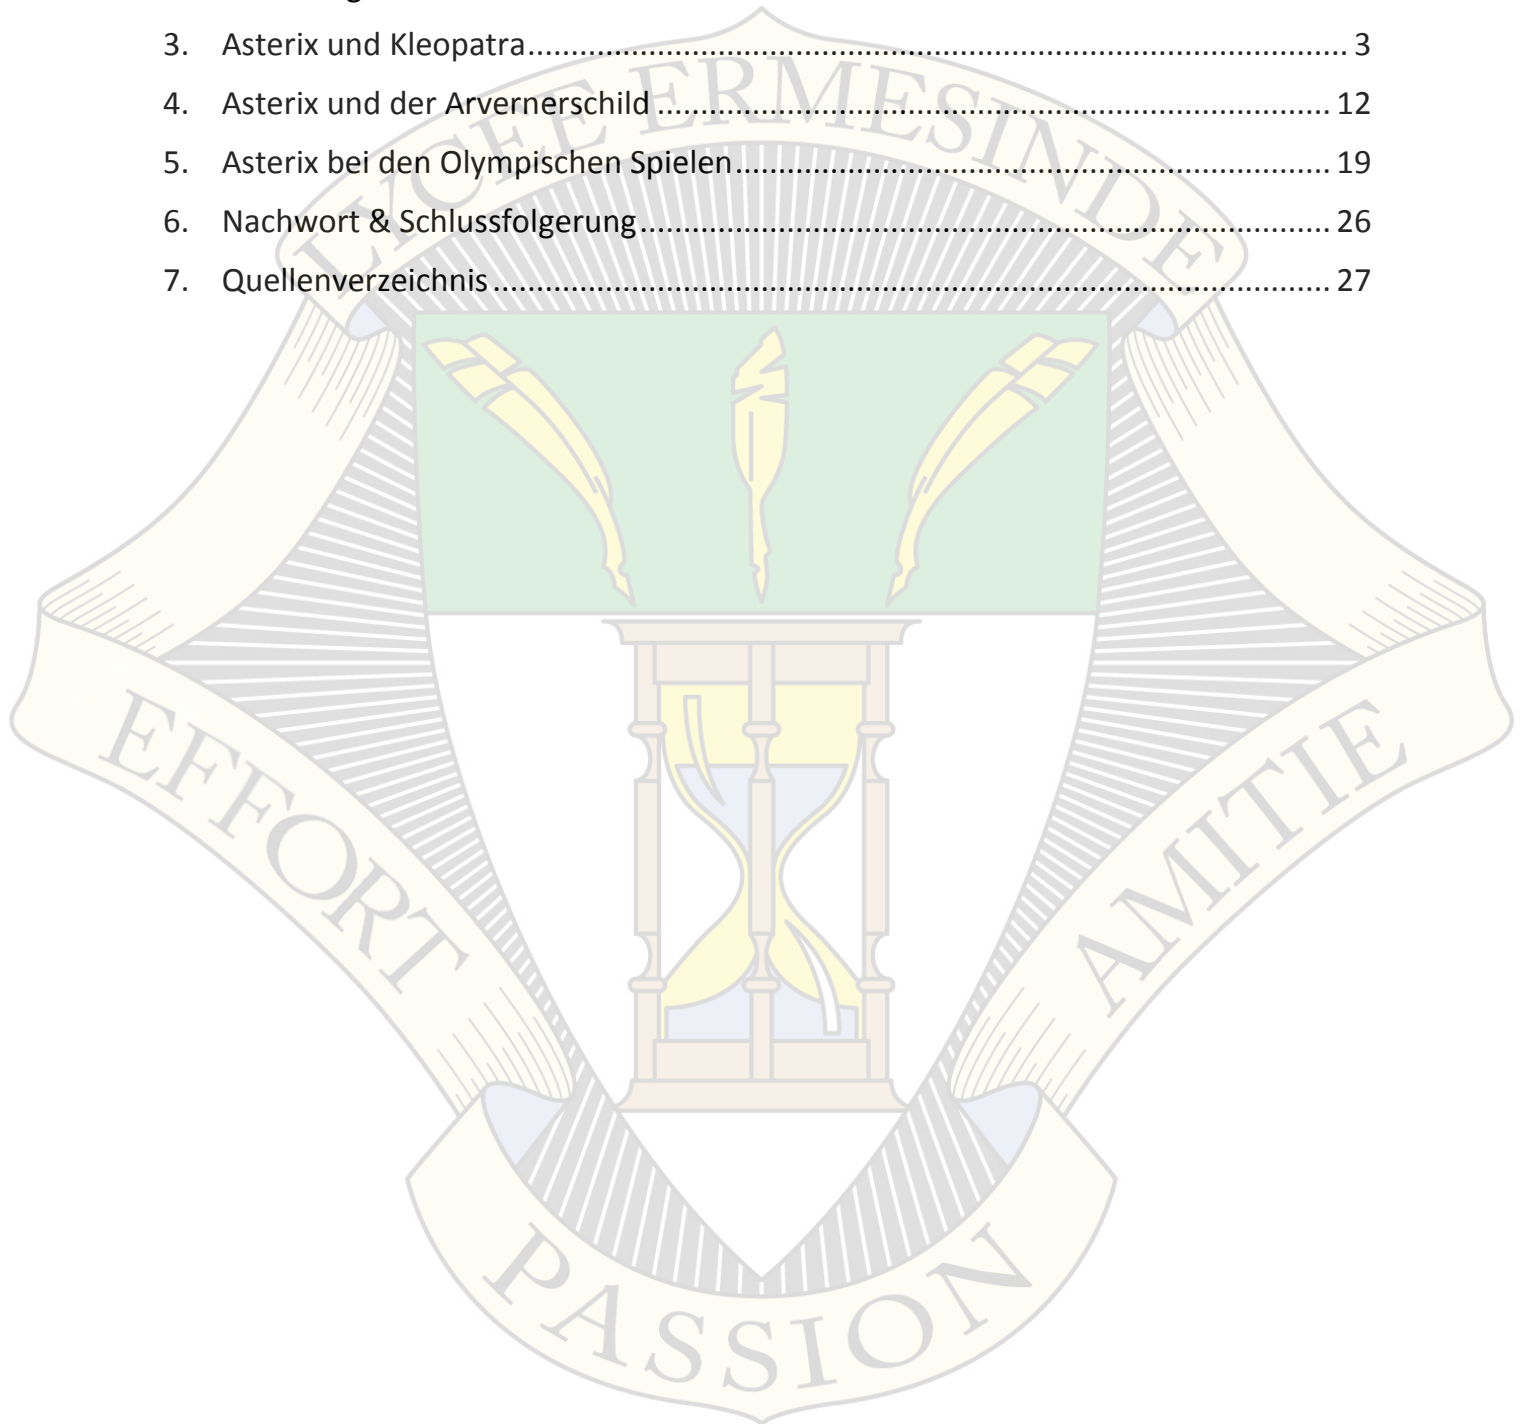 3. Asterix und Kleopatra.......... 3
4. Asterix und der Arvernerschild .......... 12
5. Asterix bei den Olympischen Spielen.......... 19
6. Nachwort & Schlussfolgerung.......... 26
7. Quellenverzeichnis.......... 27
LYCEE ERMESINDE
EFFORT
AMITIE
PASSION